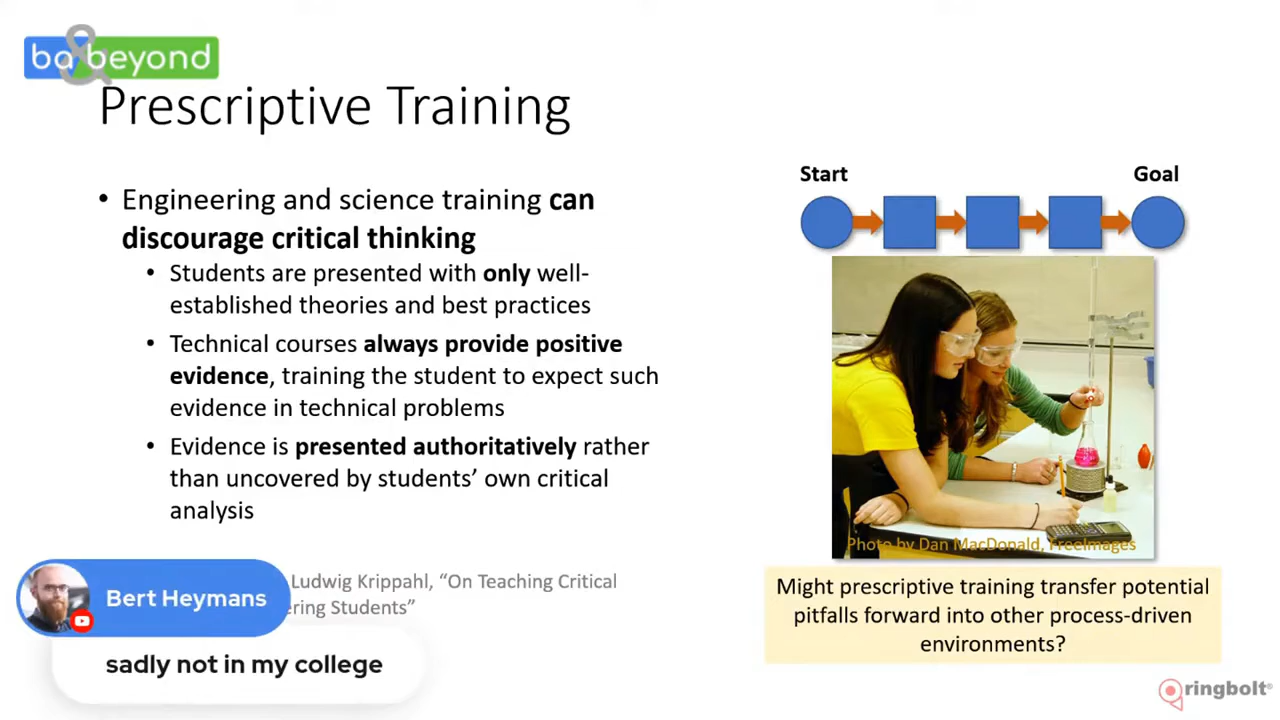 ba & beyond
Prescriptive Training
• Engineering and science training can
discourage critical thinking
• Students are presented with only well-
established theories and best practices
• Technical courses always provide positive
evidence, training the student to expect such
evidence in technical problems
• Evidence is presented authoritatively rather
than uncovered by students' own critical
analysis
Start
Goal
Photo by Dan MacDonald, FreeImages
Might prescriptive training transfer potential
pitfalls forward into other process-driven
environments?
Ludwig Krippahl, “On Teaching Critical
ering Students”
Bert Heymans
sadly not in my college
ringbolt®